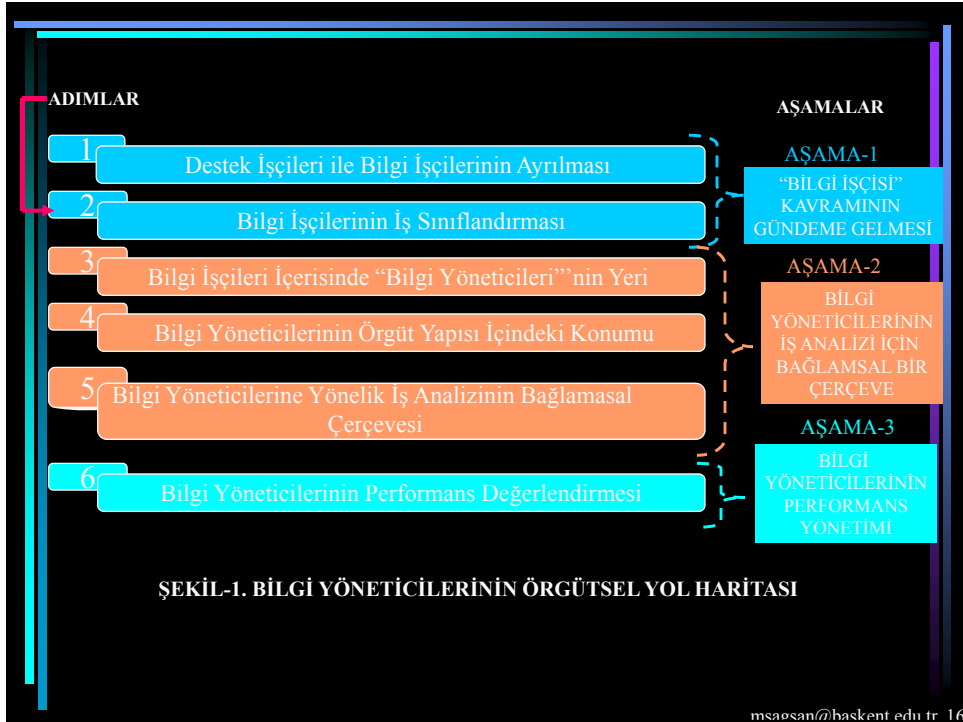 ADIMLAR
AŞAMALAR
1
Destek İşçileri ile Bilgi İşçilerinin Ayrılması
2
Bilgi İşçilerinin İş Sınıflandırması
AŞAMA-1
“BİLGİ İŞÇİSİ”
KAVRAMININ
GÜNDEME GELMESİ
3
Bilgi İşçileri İçerisinde “Bilgi Yöneticileri”’nin Yeri
4
Bilgi Yöneticilerinin Örgüt Yapısı İçindeki Konumu
5
Bilgi Yöneticilerine Yönelik İş Analizinin Bağlamasal
Çerçevesi
AŞAMA-2
BİLGİ
YÖNETİCİLERİNİN
İŞ ANALİZİ İÇİN
BAĞLAMSAL BİR
ÇERÇEVE
6
Bilgi Yöneticilerinin Performans Değerlendirmesi
AŞAMA-3
BİLGİ
YÖNETİCİLERİNİN
PERFORMANS
YÖNETİMİ
ŞEKİL-1. BİLGİ YÖNETİCİLERİNİN ÖRGÜTSEL YOL HARİTASI
msagsan@baskent.edu.tr 16